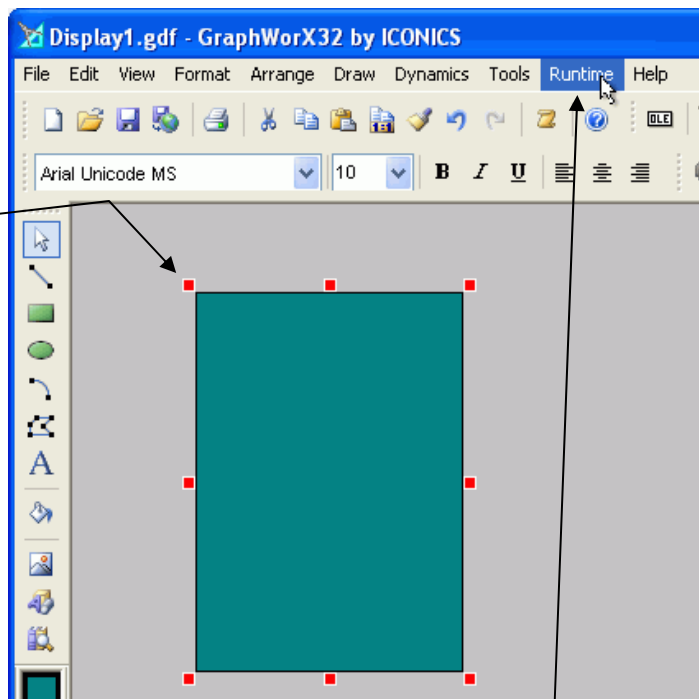 Display1.gdf - GraphWorX32 by ICONICS
File Edit View Format Arrange Draw Dynamics Tools Runtime Help
OLE
Arial Unicode MS 10 B I U
A